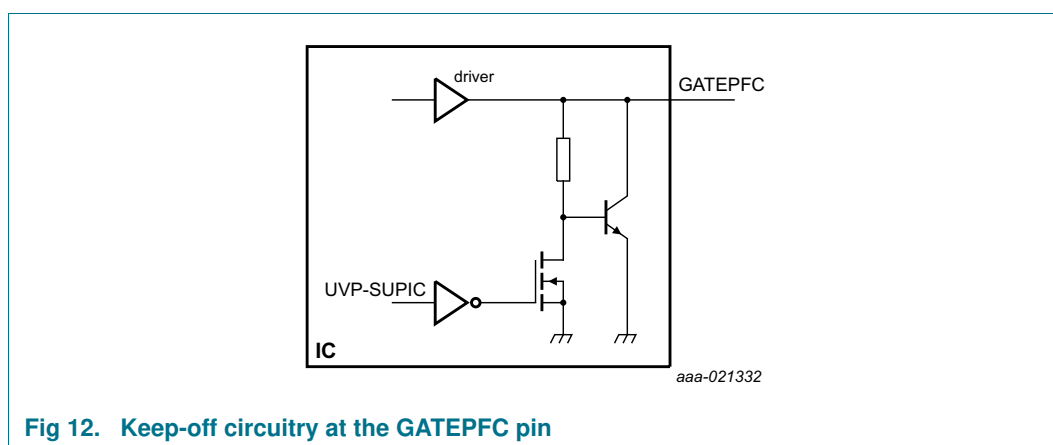 driver
GATEPFC
UVP-SUPIC
IC
aaa-021332
Fig 12. Keep-off circuitry at the GATEPFC pin